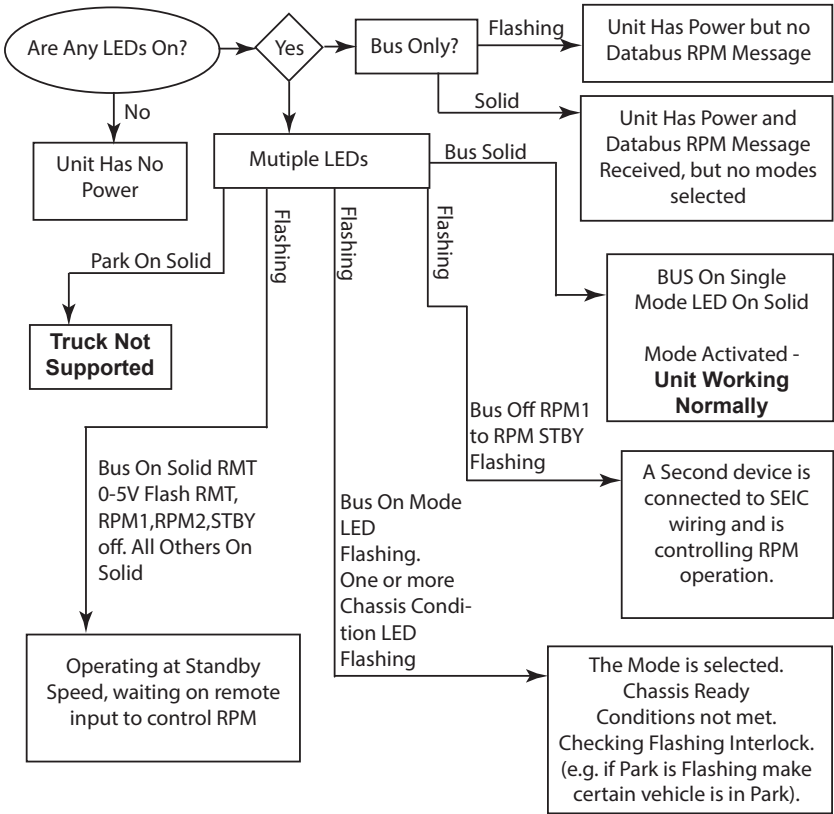 Are Any LEDs On?
Yes
Bus Only?
Flashing
Unit Has Power but no
Databus RPM Message
Solid
Unit Has Power and
Databus RPM Message
Received, but no modes
selected
No
Unit Has No
Power
Mutiple LEDs
Bus Solid
BUS On Single
Mode LED On Solid
Mode Activated -
Unit Working
Normally
Park On Solid
Truck Not
Supported
Flashing
Bus On Solid RMT
0-5V Flash RMT,
RPM1,RPM2,STBY
off. All Others On
Solid
Operating at Standby
Speed, waiting on remote
input to control RPM
Flashing
Bus On Mode
LED
Flashing.
One or more
Chassis Condi-
tion LED
Flashing
The Mode is selected.
Chassis Ready
Conditions not met.
Checking Flashing Interlock.
(e.g. if Park is Flashing make
certain vehicle is in Park).
Flashing
Bus Off RPM1
to RPM STBY
Flashing
A Second device is
connected to SEIC
wiring and is
controlling RPM
operation.